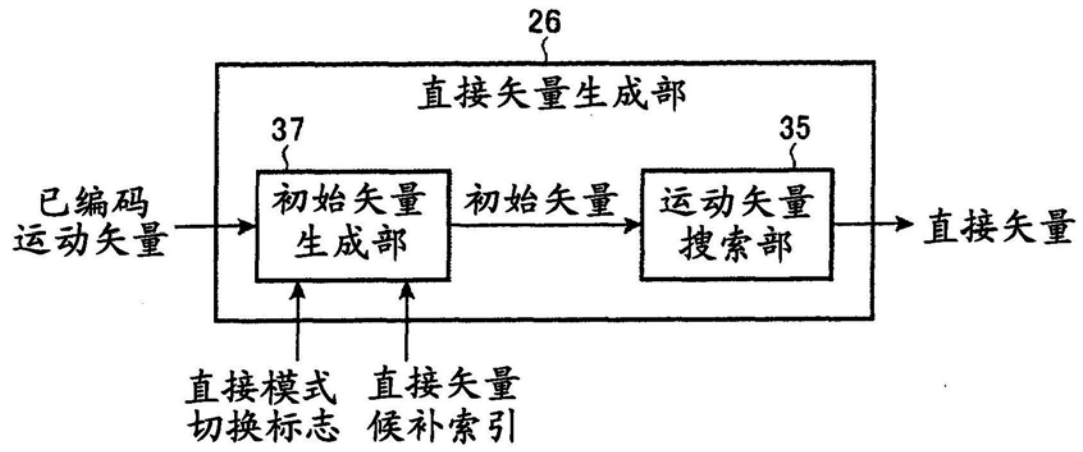 26
直接矢量生成部
37
35
已编码
运动矢量
初始矢量
生成部
初始矢量
运动矢量
搜索部
直接矢量
直接模式
切换标志
直接矢量
候补索引